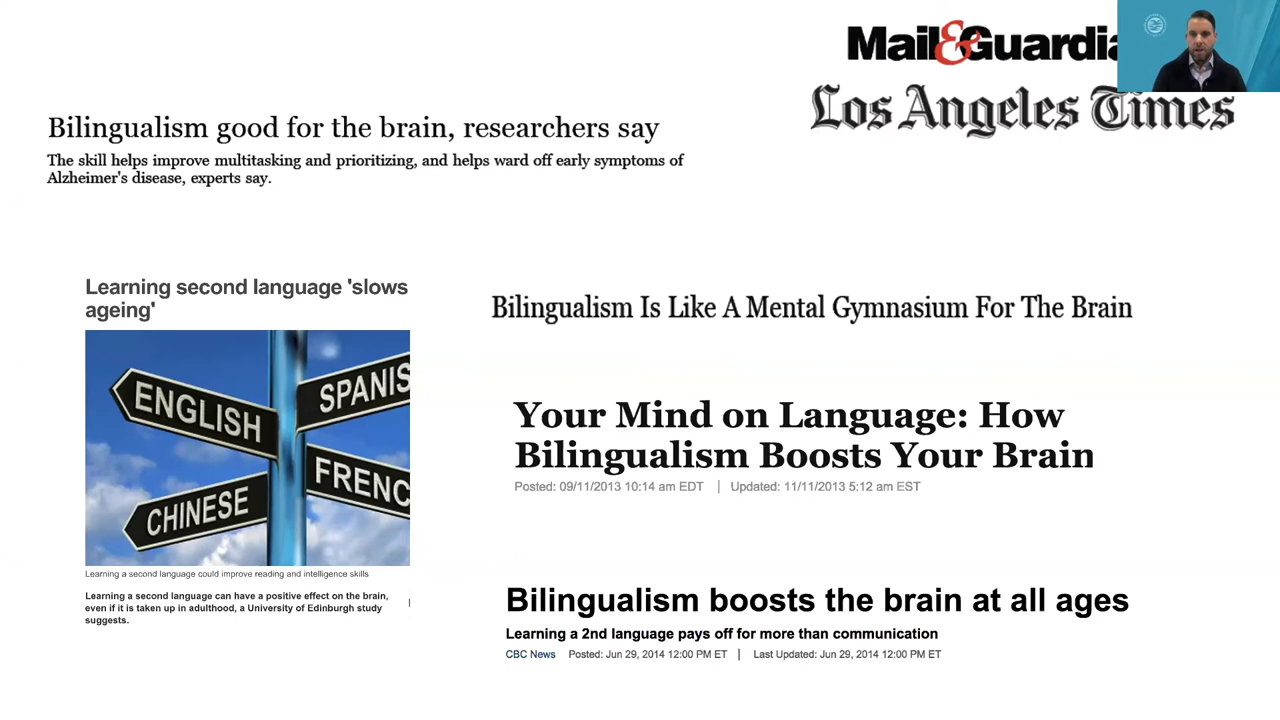 Mail&Guardia
Los Angeles Times
Bilingualism good for the brain, researchers say
The skill helps improve multitasking and prioritizing, and helps ward off early symptoms of
Alzheimer's disease, experts say.
Learning second language 'slows
ageing'
ENGLISH
SPANIS
FRENC
CHINESE
Learning a second language could improve reading and intelligence skills
Learning a second language can have a positive effect on the brain,
even if it is taken up in adulthood, a University of Edinburgh study
suggests.
Bilingualism Is Like A Mental Gymnasium For The Brain
Your Mind on Language: How
Bilingualism Boosts Your Brain
Posted: 09/11/2013 10:14 am EDT | Updated: 11/11/2013 5:12 am EST
Bilingualism boosts the brain at all ages
Learning a 2nd language pays off for more than communication
CBC News Posted: Jun 29, 2014 12:00 PM ET | Last Updated: Jun 29, 2014 12:00 PM ET